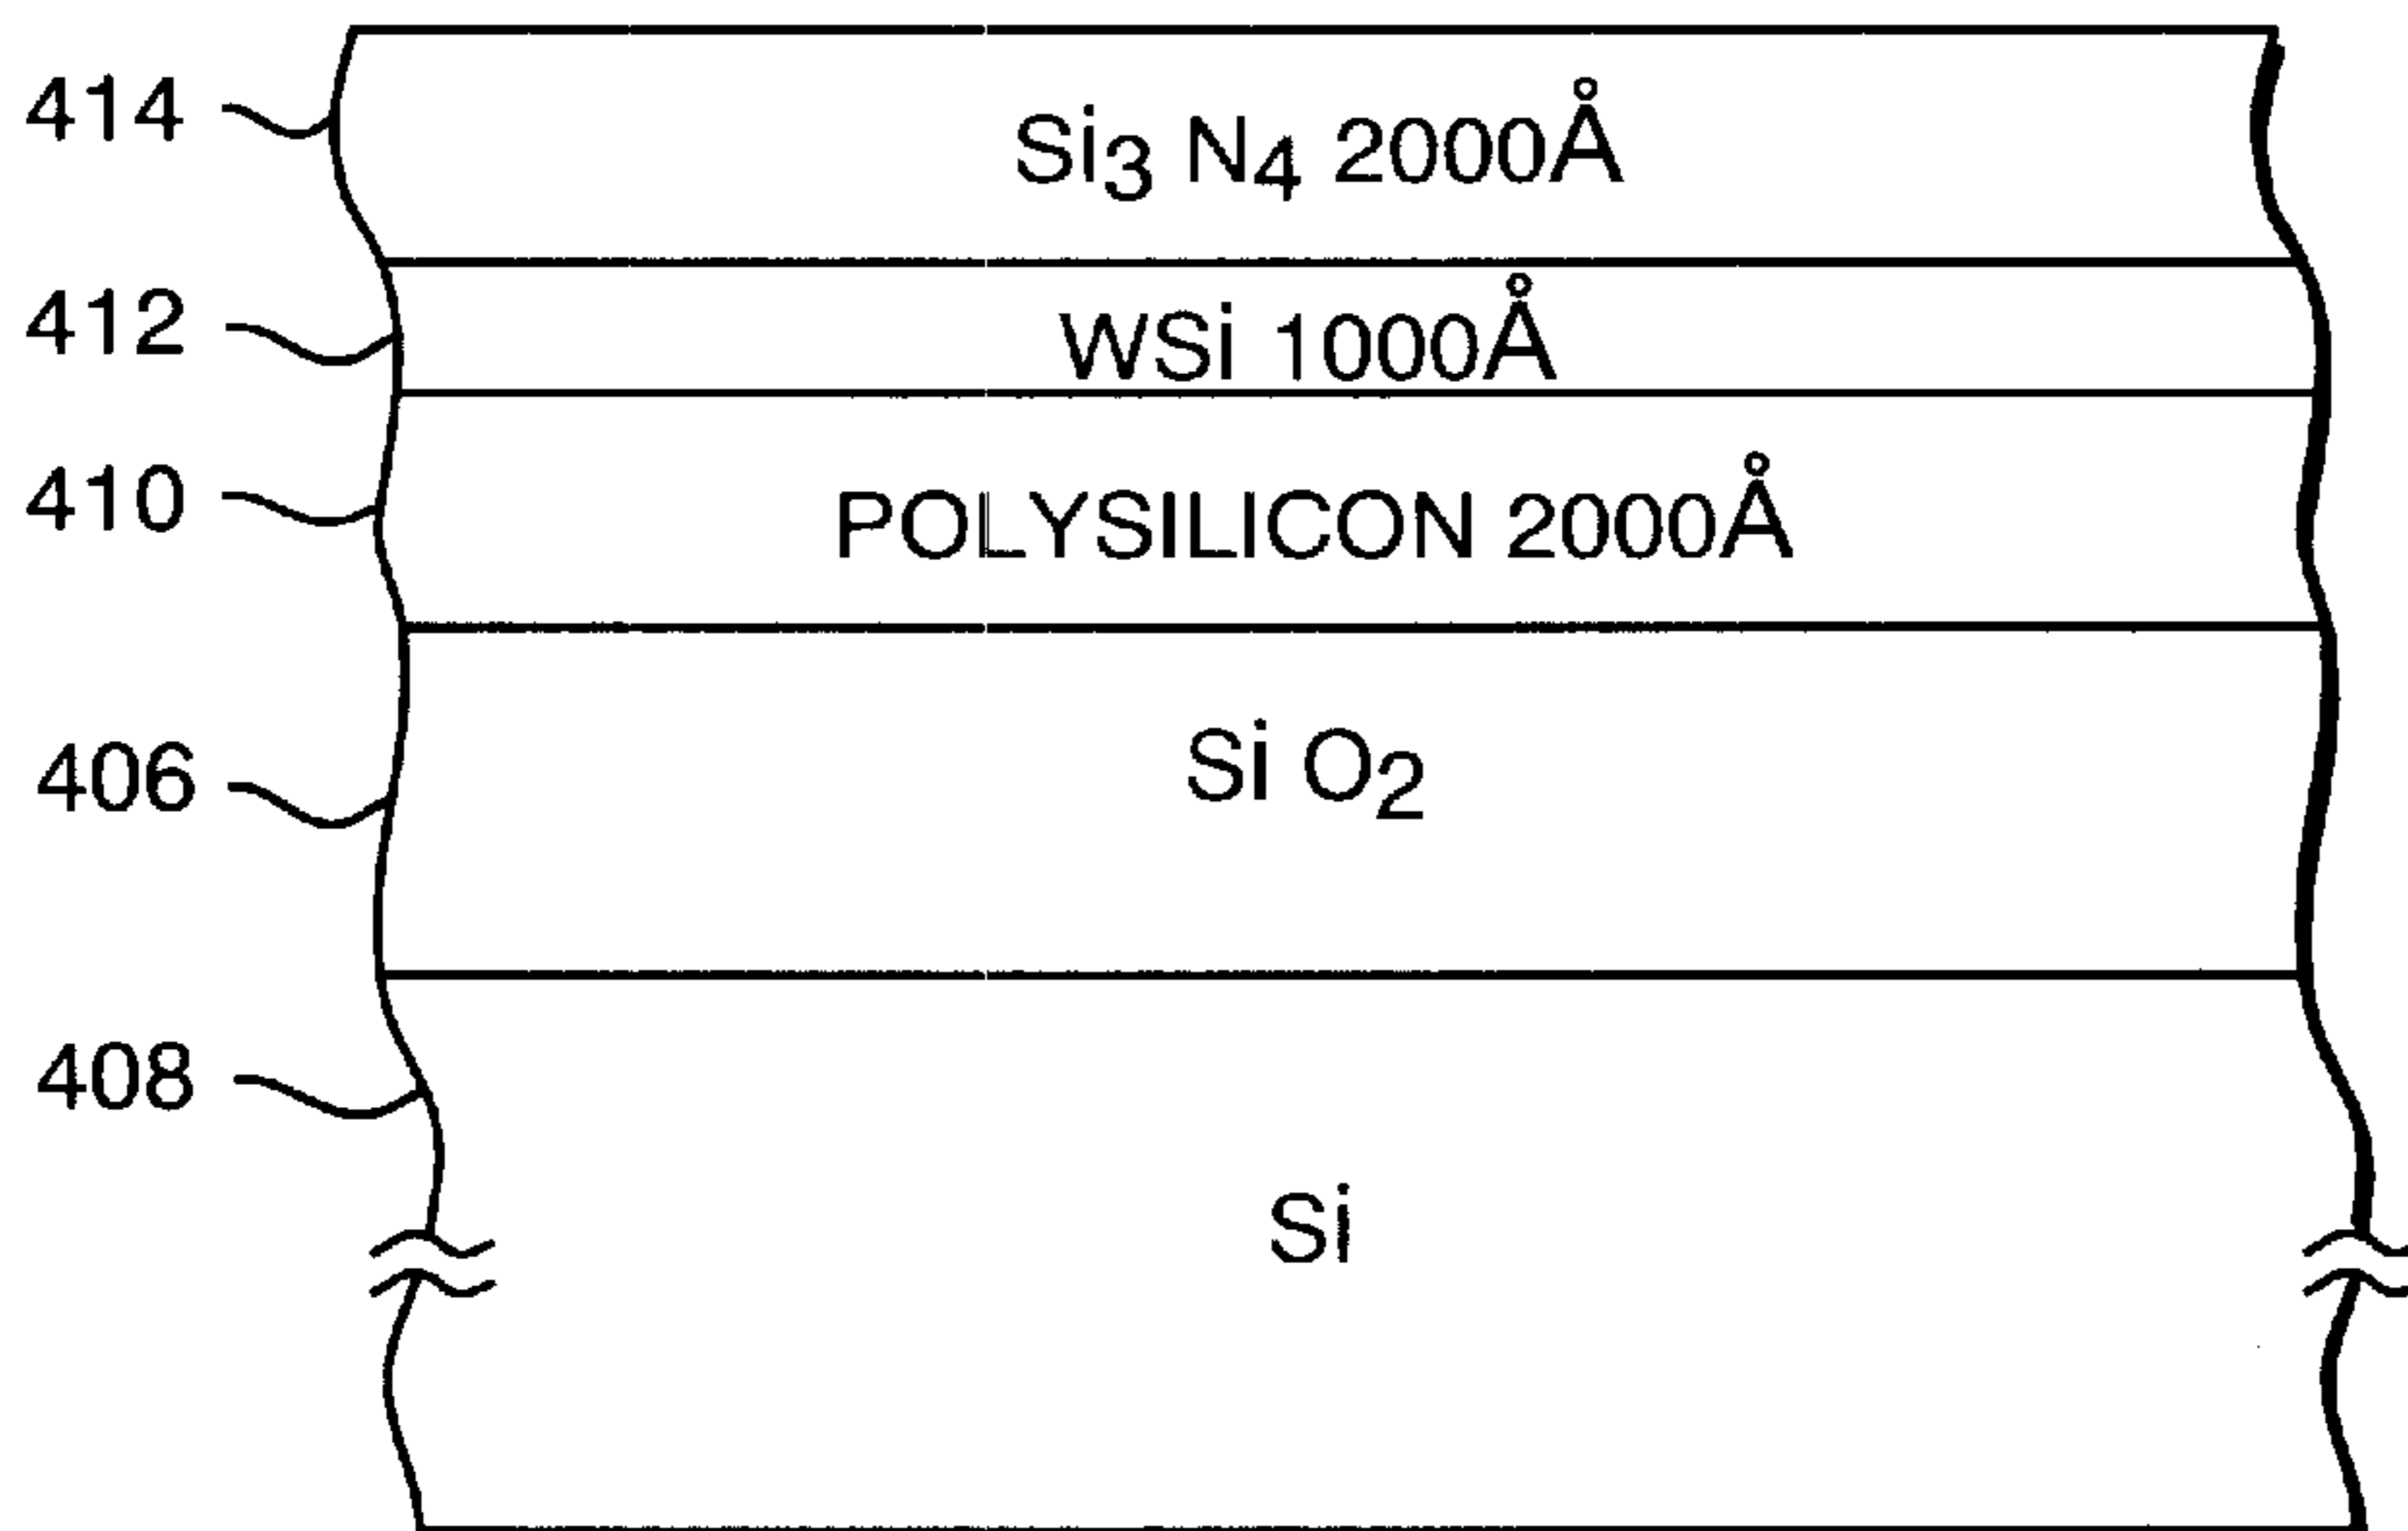 414 Si3 N4 2000Å
412 WSi 1000Å
410 POLYSILICON 2000Å
406 Si O2
408
Si